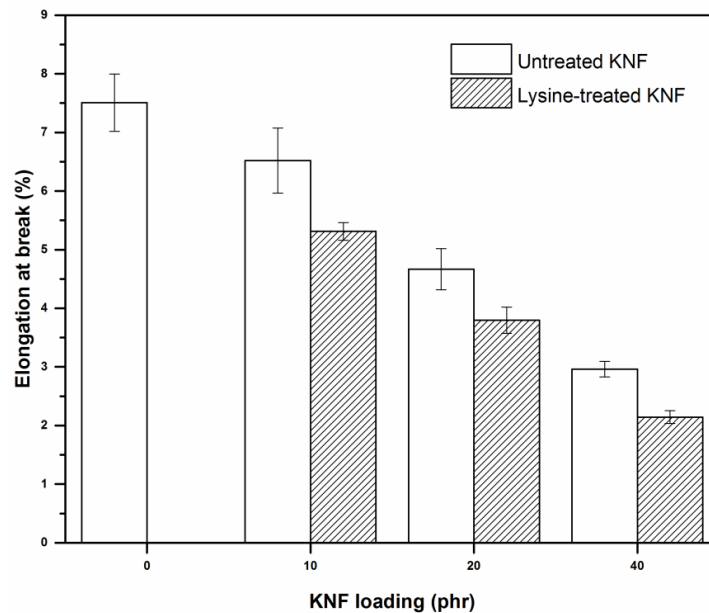 9
8
7
6
5
4
3
2
1
0
Elongation at break (%)
Untreated KNF
Lysine-treated KNF
0 10 20 40
KNF loading (phr)